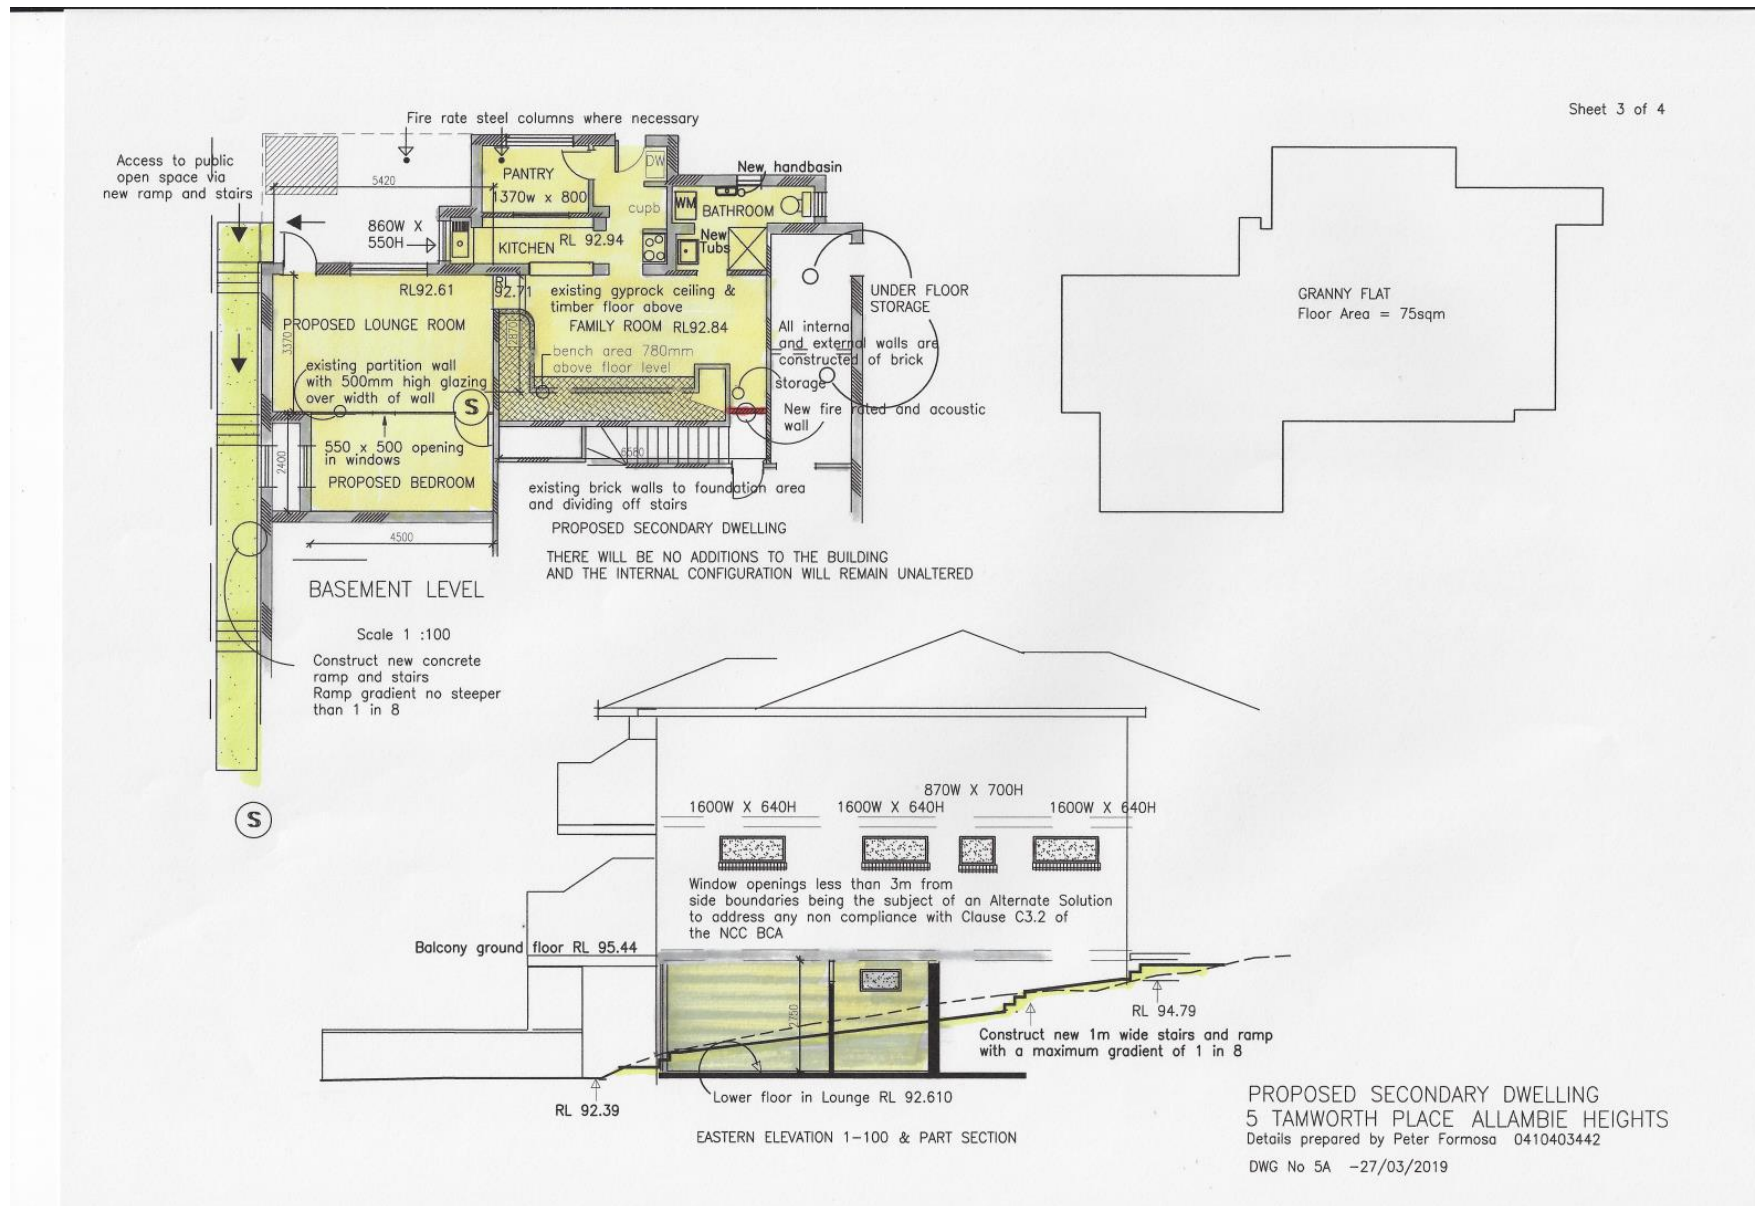 Sheet 3 of 4
Fire rate steel columns where necessary
Access to public
open space via
new ramp and stairs
5420
PANTRY
1370w x 800
DW
New handbasin
WM
BATHROOM
cupb
860W X
550H
KITCHEN
RL 92.94
New
Tubs
RL92.61
RL
92.71
existing gyprock ceiling &
timber floor above
UNDER FLOOR
STORAGE
PROPOSED LOUNGE ROOM
FAMILY ROOM RL92.84
3370
2870
All interna
and external walls are
constructed of brick
bench area 780mm
above floor level
existing partition wall
with 500mm high glazing
over width of wall
storage
S
New fire rated and acoustic
wall
550 x 500 opening
in windows
2400
6580
PROPOSED BEDROOM
existing brick walls to foundation area
and dividing off stairs
PROPOSED SECONDARY DWELLING
4500
THERE WILL BE NO ADDITIONS TO THE BUILDING
AND THE INTERNAL CONFIGURATION WILL REMAIN UNALTERED
BASEMENT LEVEL
Scale 1 :100
Construct new concrete
ramp and stairs
Ramp gradient no steeper
than 1 in 8
S
GRANNY FLAT
Floor Area = 75sqm
870W X 700H
1600W X 640H
1600W X 640H
1600W X 640H
Window openings less than 3m from
side boundaries being the subject of an Alternate Solution
to address any non compliance with Clause C3.2 of
the NCC BCA
Balcony ground floor RL 95.44
2750
RL 94.79
Construct new 1m wide stairs and ramp
with a maximum gradient of 1 in 8
Lower floor in Lounge RL 92.610
RL 92.39
EASTERN ELEVATION 1-100 & PART SECTION
PROPOSED SECONDARY DWELLING
5 TAMWORTH PLACE ALLAMBIE HEIGHTS
Details prepared by Peter Formosa 0410403442
DWG No 5A -27/03/2019